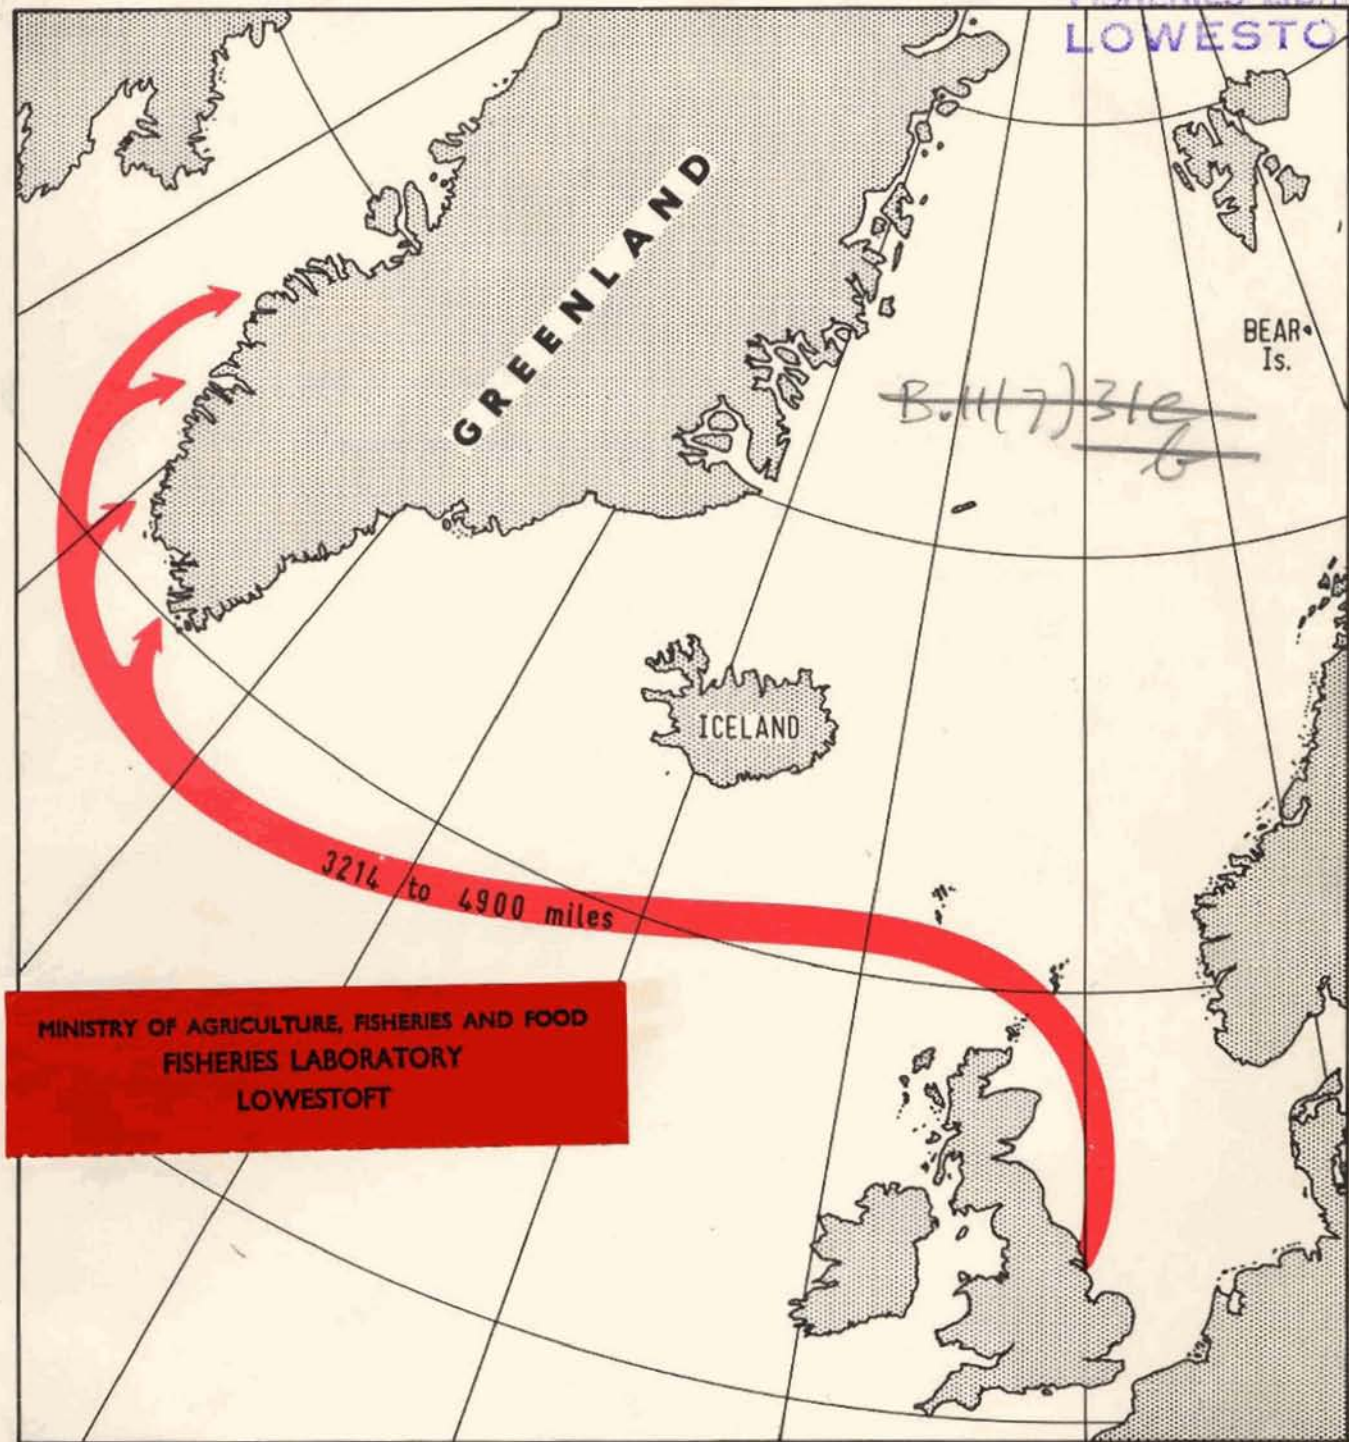 LOWESTO
GREENLAND
BEAR
Is.
ICELAND
3214 to 4900 miles
MINISTRY OF AGRICULTURE, FISHERIES AND FOOD
FISHERIES LABORATORY
LOWESTOFT